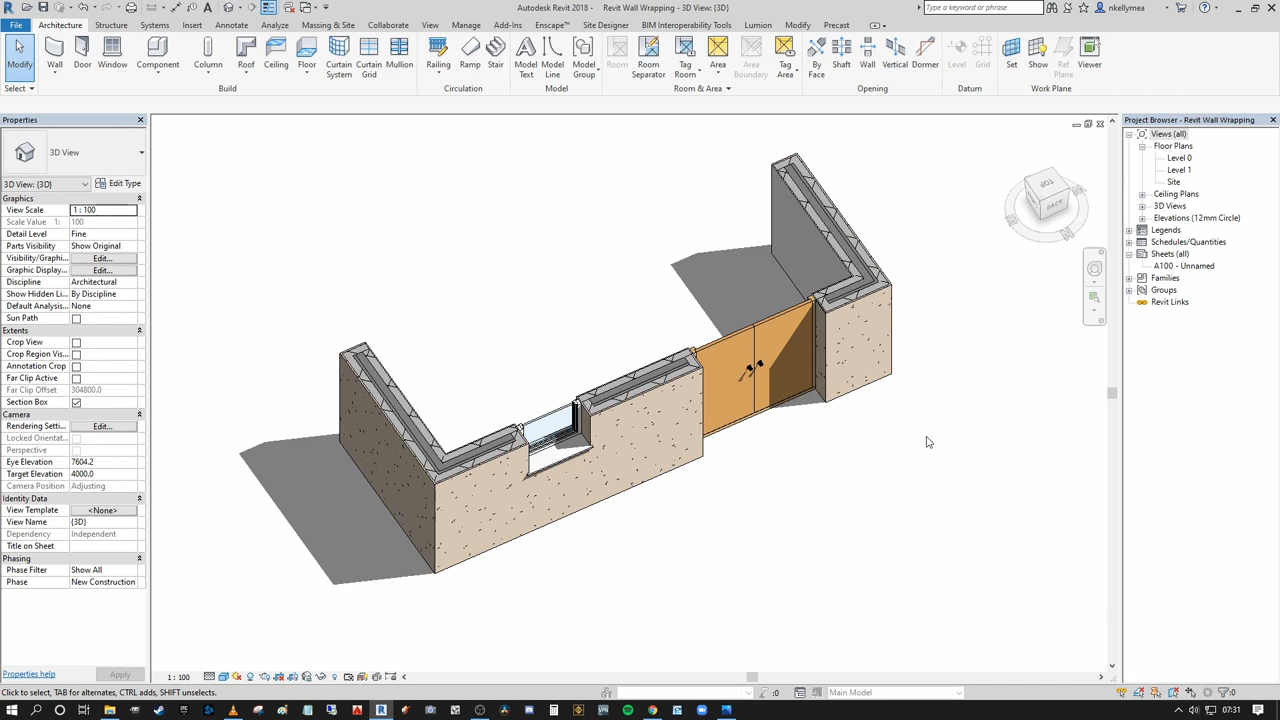 Autodesk Revit 2018 - Revit Wall Wrapping - 3D View: {3D}
Type a keyword or phrase
nkellymea
File Architecture Structure Systems Insert Annotate Analyze Massing & Site Collaborate View Manage Add-Ins Enscape™ Site Designer BIM Interoperability Tools Lumion Modify Precast
Modify Wall Door Window Component Column Roof Ceiling Floor Curtain System Curtain Grid Mullion Railing Ramp Stair Model Text Model Line Model Group Room Room Separator Tag Room Area Area Boundary Tag Area By Face Shaft Wall Vertical Dormer Level Grid Set Show Ref Plane Viewer
Select Build Circulation Model Room & Area Opening Datum Work Plane
Properties
3D View
3D View: {3D} Edit Type
Graphics
View Scale 1 : 100
Scale Value 1: 100
Detail Level Fine
Parts Visibility Show Original
Visibility/Graphi... Edit...
Graphic Display... Edit...
Discipline Architectural
Show Hidden Li... By Discipline
Default Analysis... None
Sun Path
Extents
Crop View
Crop Region Vis...
Annotation Crop
Far Clip Active
Far Clip Offset 304800.0
Section Box
Camera
Rendering Setti... Edit...
Locked Orientat...
Perspective
Eye Elevation 7604.2
Target Elevation 4000.0
Camera Position Adjusting
Identity Data
View Template <None>
View Name {3D}
Dependency Independent
Title on Sheet
Phasing
Phase Filter Show All
Phase New Construction
Properties help Apply
TOP
BACK
Project Browser - Revit Wall Wrapping
Views (all)
Floor Plans
Level 0
Level 1
Site
Ceiling Plans
3D Views
Elevations (12mm Circle)
Legends
Schedules/Quantities
Sheets (all)
A100 - Unnamed
Families
Groups
Revit Links
1 : 100
Click to select, TAB for alternates, CTRL adds, SHIFT unselects.
:0
Main Model
:0
07:31